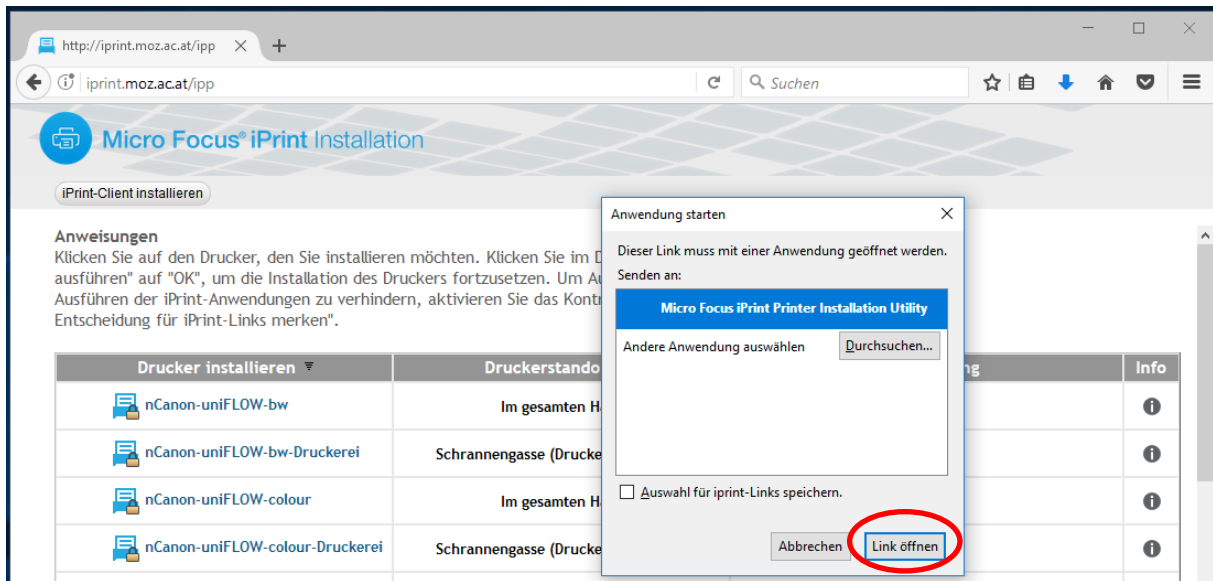 http://iprint.moz.ac.at/ipp
iprint.moz.ac.at/ipp
Suchen
Micro Focus® iPrint Installation
iPrint-Client installieren
Anweisungen
Klicken Sie auf den Drucker, den Sie installieren möchten. Klicken Sie im D
ausführen" auf "OK", um die Installation des Druckers fortzusetzen. Um Au
Ausführen der iPrint-Anwendungen zu verhindern, aktivieren Sie das Kontr
Entscheidung für iPrint-Links merken".
Anwendung starten
Dieser Link muss mit einer Anwendung geöffnet werden.
Senden an:
Micro Focus iPrint Printer Installation Utility
Andere Anwendung auswählen
Durchsuchen...
Auswahl für iprint-Links speichern.
Abbrechen
Link öffnen
Drucker installieren
Druckerstando
ng
Info
nCanon-uniFLOW-bw
Im gesamten H
nCanon-uniFLOW-bw-Druckerei
Schrannengasse (Drucke
nCanon-uniFLOW-colour
Im gesamten H
nCanon-uniFLOW-colour-Druckerei
Schrannengasse (Drucke